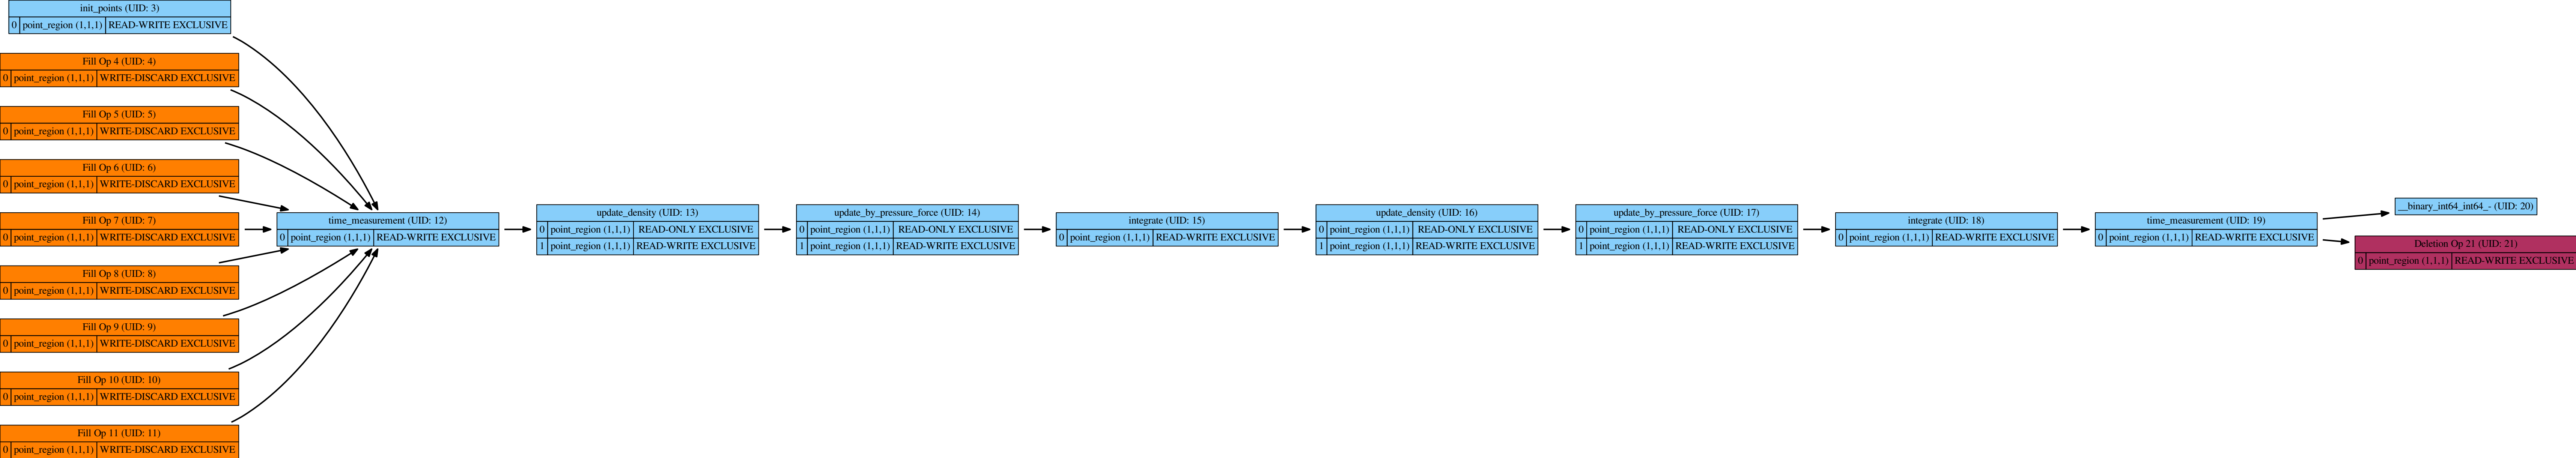 init_points (UID: 3)
0 point_region (1,1,1) READ-WRITE EXCLUSIVE
Fill Op 4 (UID: 4)
0 point_region (1,1,1) WRITE-DISCARD EXCLUSIVE
Fill Op 5 (UID: 5)
0 point_region (1,1,1) WRITE-DISCARD EXCLUSIVE
Fill Op 6 (UID: 6)
0 point_region (1,1,1) WRITE-DISCARD EXCLUSIVE
Fill Op 7 (UID: 7)
0 point_region (1,1,1) WRITE-DISCARD EXCLUSIVE
Fill Op 8 (UID: 8)
0 point_region (1,1,1) WRITE-DISCARD EXCLUSIVE
Fill Op 9 (UID: 9)
0 point_region (1,1,1) WRITE-DISCARD EXCLUSIVE
Fill Op 10 (UID: 10)
0 point_region (1,1,1) WRITE-DISCARD EXCLUSIVE
Fill Op 11 (UID: 11)
0 point_region (1,1,1) WRITE-DISCARD EXCLUSIVE
time_measurement (UID: 12)
0 point_region (1,1,1) READ-WRITE EXCLUSIVE
update_density (UID: 13)
0 point_region (1,1,1) READ-ONLY EXCLUSIVE
1 point_region (1,1,1) READ-WRITE EXCLUSIVE
update_by_pressure_force (UID: 14)
0 point_region (1,1,1) READ-ONLY EXCLUSIVE
1 point_region (1,1,1) READ-WRITE EXCLUSIVE
integrate (UID: 15)
0 point_region (1,1,1) READ-WRITE EXCLUSIVE
update_density (UID: 16)
0 point_region (1,1,1) READ-ONLY EXCLUSIVE
1 point_region (1,1,1) READ-WRITE EXCLUSIVE
update_by_pressure_force (UID: 17)
0 point_region (1,1,1) READ-ONLY EXCLUSIVE
1 point_region (1,1,1) READ-WRITE EXCLUSIVE
integrate (UID: 18)
0 point_region (1,1,1) READ-WRITE EXCLUSIVE
time_measurement (UID: 19)
0 point_region (1,1,1) READ-WRITE EXCLUSIVE
__binary_int64_int64_- (UID: 20)
Deletion Op 21 (UID: 21)
0 point_region (1,1,1) READ-WRITE EXCLUSIVE